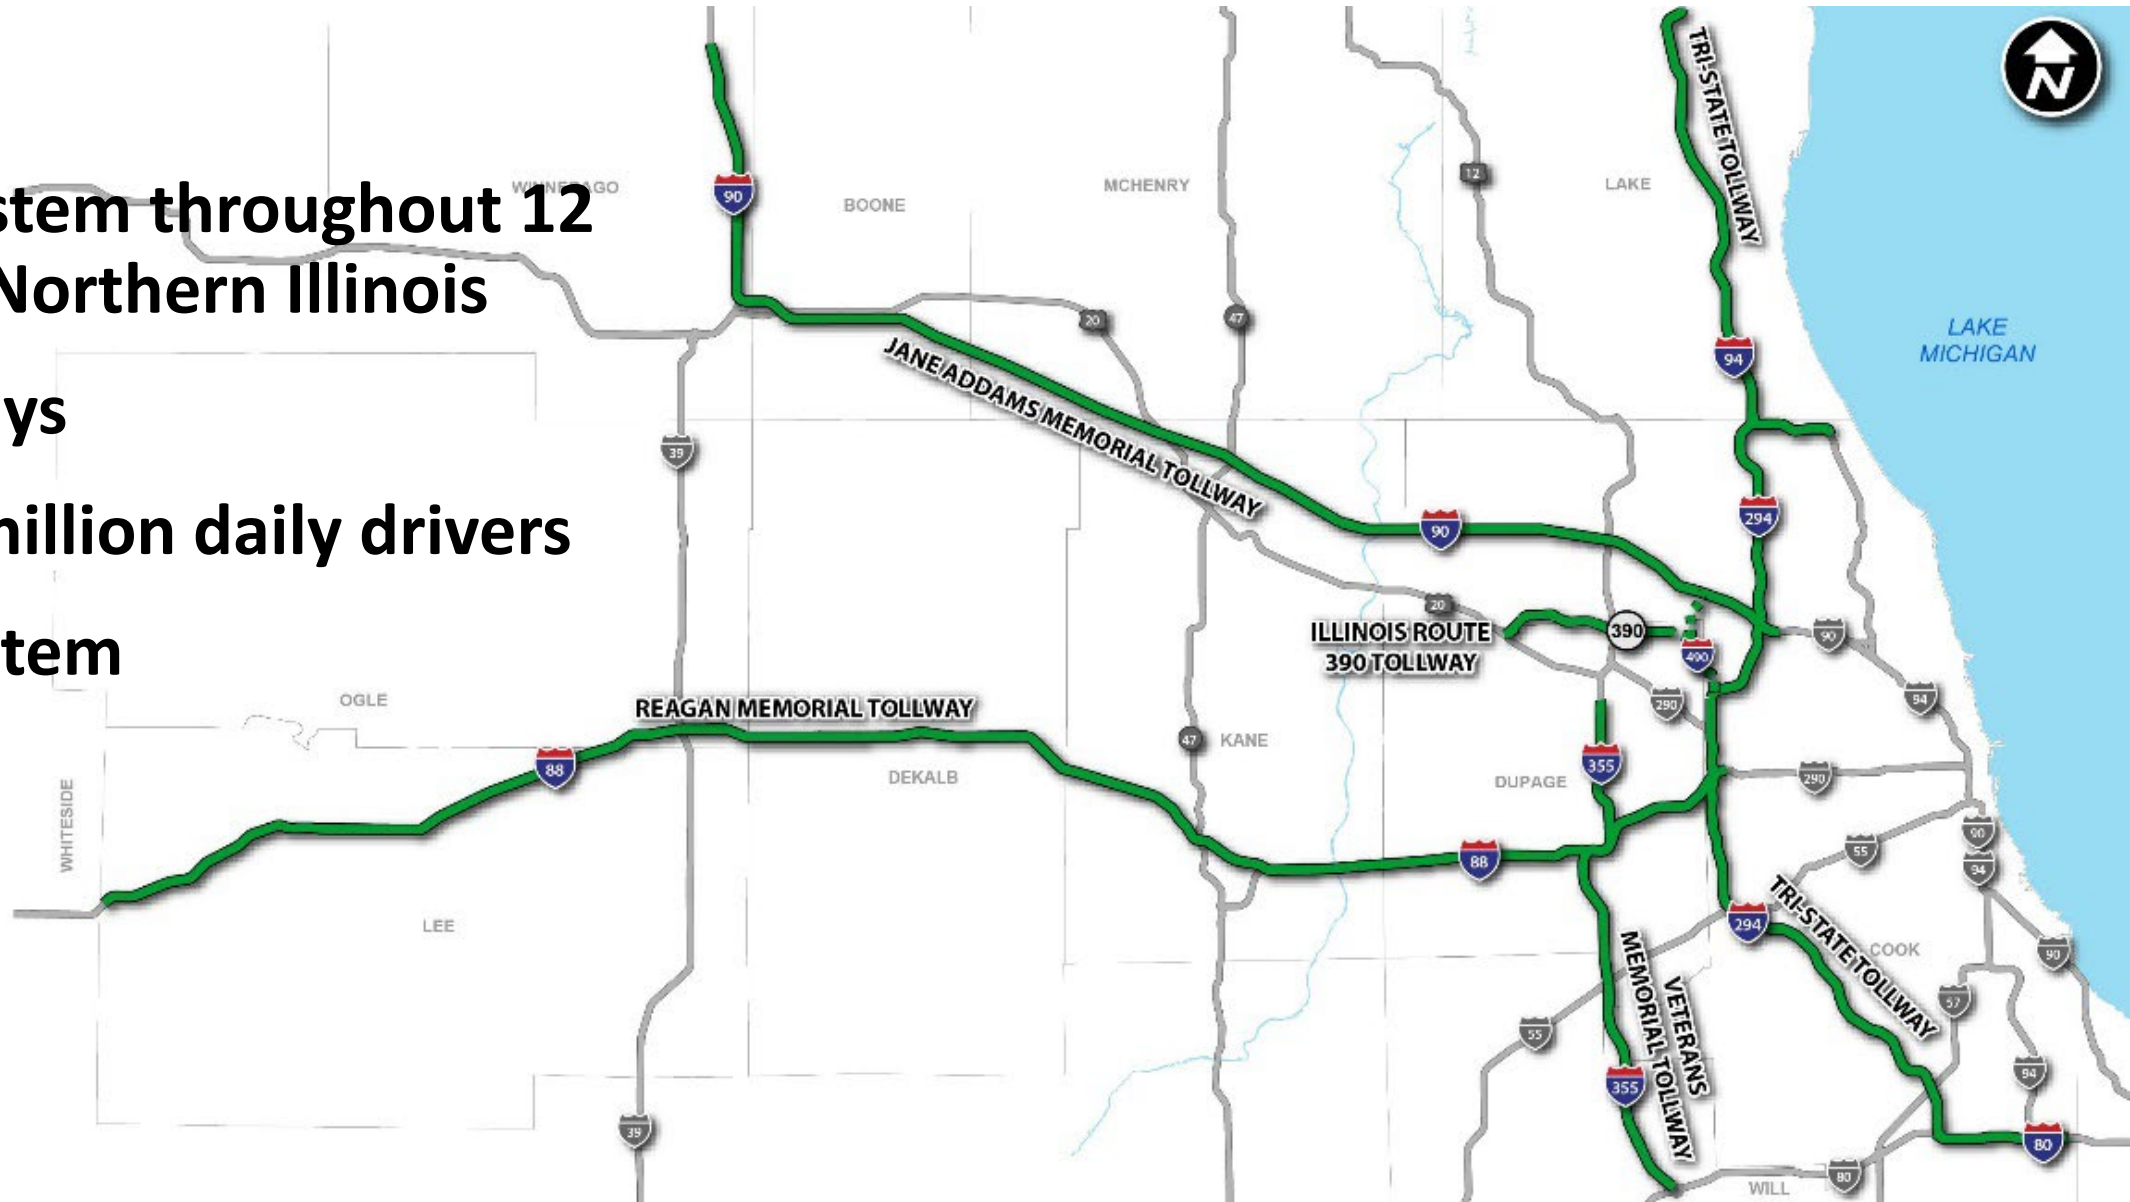 stem throughout 12
Northern Illinois
ys
million daily drivers
tem
N
TRI-STATE TOLLWAY
WINNEBAGO
90
BOONE
MCHENRY
12
LAKE
20
47
LAKE
MICHIGAN
94
JANE ADDAMS MEMORIAL TOLLWAY
39
90
294
20
ILLINOIS ROUTE
390 TOLLWAY
390
490
90
OGLE
REAGAN MEMORIAL TOLLWAY
290
94
47
KANE
88
DEKALB
355
DUPAGE
290
WHITESIDE
88
55
90
94
LEE
294
TRI-STATE TOLLWAY
COOK
90
VETERANS
MEMORIAL TOLLWAY
57
55
355
94
39
80
80
WILL